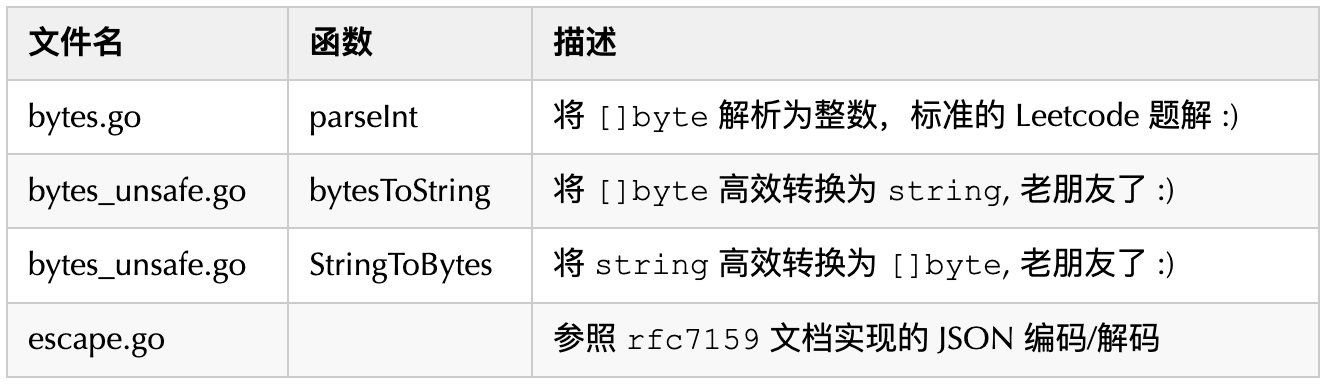 文件名 函数 描述
bytes.go parseInt 将 []byte 解析为整数，标准的 Leetcode 题解 :)
bytes_unsafe.go bytesToString 将 []byte 高效转换为 string, 老朋友了 :)
bytes_unsafe.go StringToBytes 将 string 高效转换为 []byte, 老朋友了 :)
escape.go 参照 rfc7159 文档实现的 JSON 编码/解码